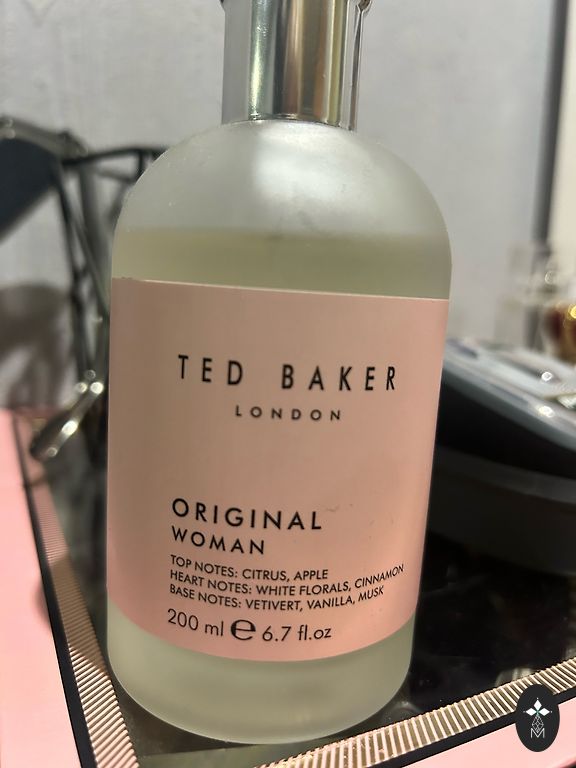 TED BAKER
LONDON
ORIGINAL
WOMAN
TOP NOTES: CITRUS, APPLE
HEART NOTES: WHITE FLORALS, CINNAMON
BASE NOTES: VETIVERT, VANILLA, MUSK
200 ml ℮ 6.7 fl.oz